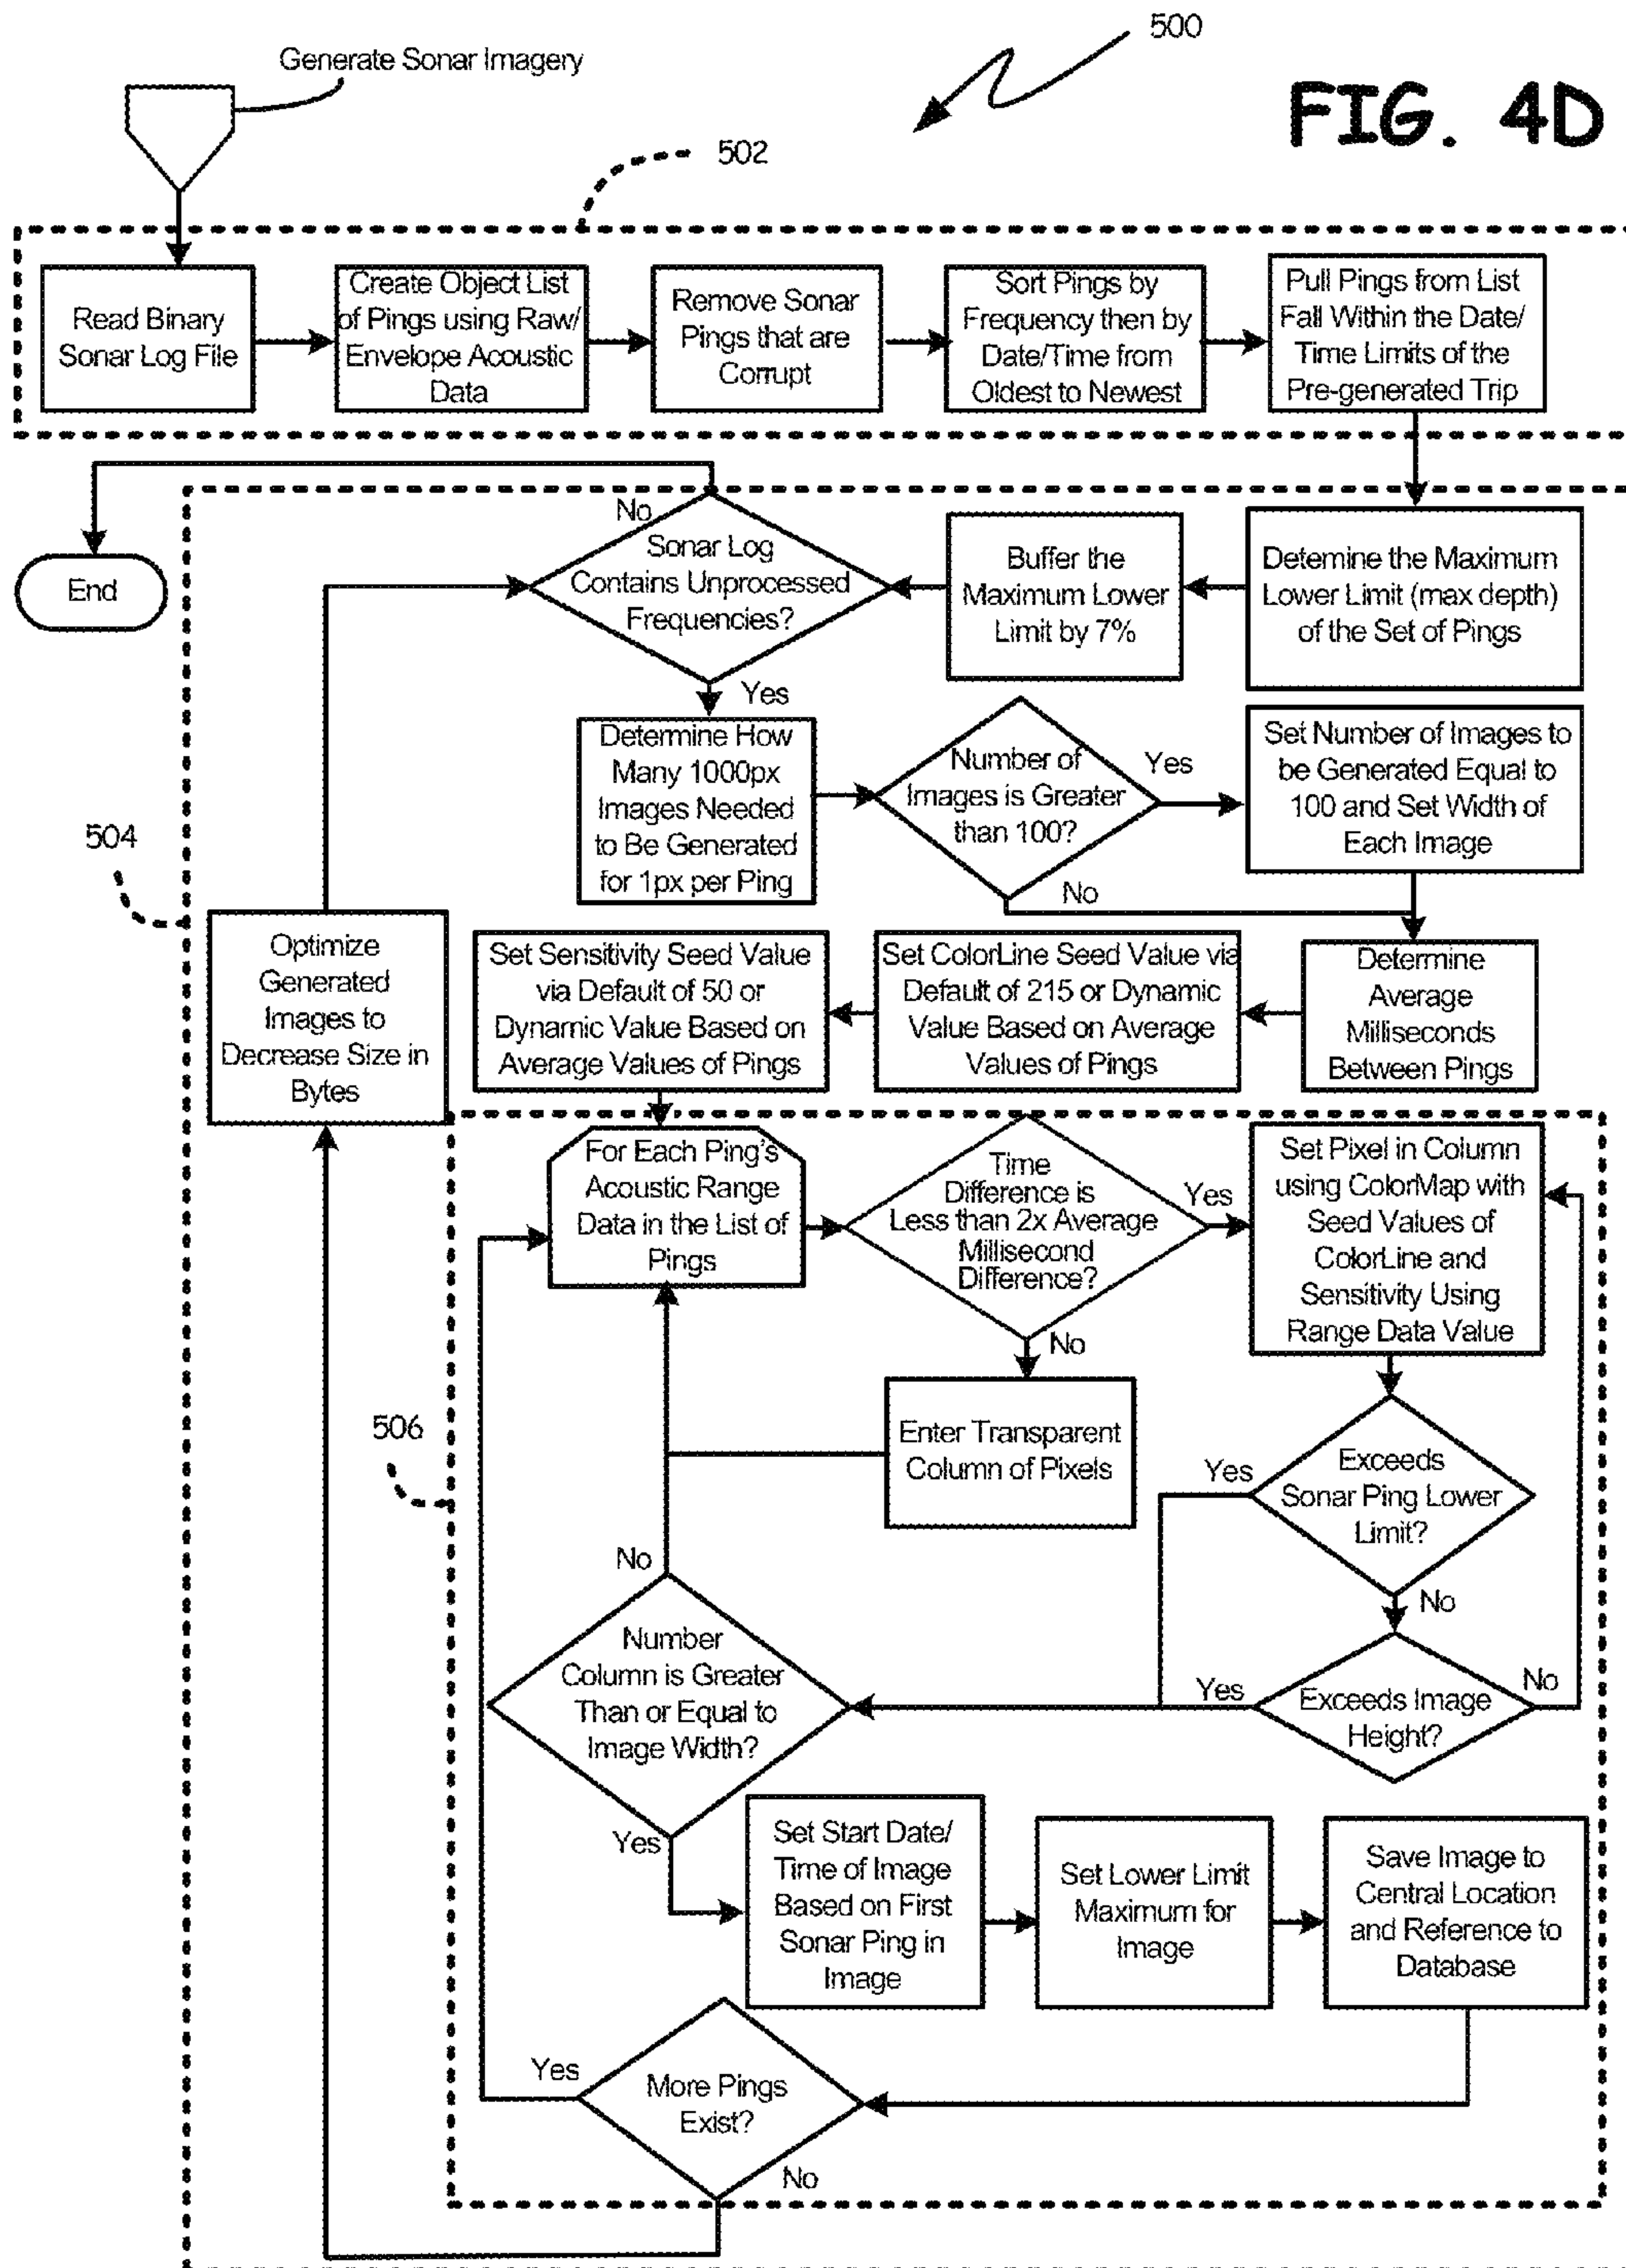 500
Generate Sonar Imagery
FIG. 4D
502
Read Binary
Sonar Log File
Create Object List
of Pings using Raw/
Envelope Acoustic
Data
Remove Sonar
Pings that are
Corrupt
Sort Pings by
Frequency then by
Date/Time from
Oldest to Newest
Pull Pings from List
Fall Within the Date/
Time Limits of the
Pre-generated Trip
End
No
Sonar Log
Contains Unprocessed
Frequencies?
Buffer the
Maximum Lower
Limit by 7%
Detemine the Maximum
Lower Limit (max depth)
of the Set of Pings
Yes
Determine How
Many 1000px
Images Needed
to Be Generated
for 1px per Ping
Number of
Images is Greater
than 100?
Yes
Set Number of Images to
be Generated Equal to
100 and Set Width of
Each Image
504
No
Optimize
Generated
Images to
Decrease Size in
Bytes
Set Sensitivity Seed Value
via Default of 50 or
Dynamic Value Based on
Average Values of Pings
Set ColorLine Seed Value via
Default of 215 or Dynamic
Value Based on Average
Values of Pings
Determine
Average
Milliseconds
Between Pings
For Each Ping's
Acoustic Range
Data in the List of
Pings
Time
Difference is
Less than 2x Average
Millisecond
Difference?
Yes
Set Pixel in Column
using ColorMap with
Seed Values of
ColorLine and
Sensitivity Using
Range Data Value
No
506
Enter Transparent
Column of Pixels
Yes
Exceeds
Sonar Ping Lower
Limit?
No
No
Number
Column is Greater
Than or Equal to
Image Width?
Yes
Exceeds Image
Height?
No
Yes
Set Start Date/
Time of Image
Based on First
Sonar Ping in
Image
Set Lower Limit
Maximum for
Image
Save Image to
Central Location
and Reference to
Database
Yes
More Pings
Exist?
No